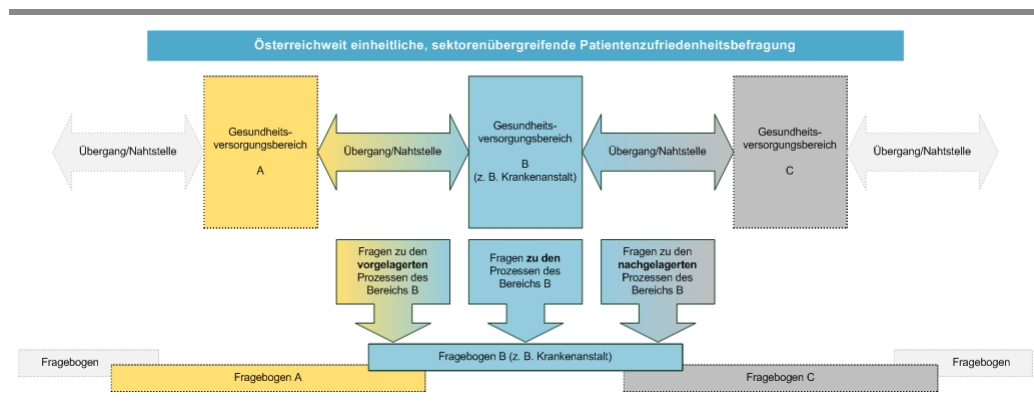 Österreichweit einheitliche, sektorenübergreifende Patientenzufriedenheitsbefragung
Übergang/Nahtstelle
Gesundheits-
versorgungsbereich
A
Übergang/Nahtstelle
Gesundheits-
versorgungsbereich
B
(z. B. Krankenanstalt)
Übergang/Nahtstelle
Gesundheits-
versorgungsbereich
C
Übergang/Nahtstelle
Fragen zu den
vorgelagerten
Prozessen des
Bereichs B
Fragen zu den
Prozessen des
Bereichs B
Fragen zu den
nachgelagerten
Prozessen des
Bereichs B
Fragebogen
Fragebogen A
Fragebogen B (z. B. Krankenanstalt)
Fragebogen C
Fragebogen